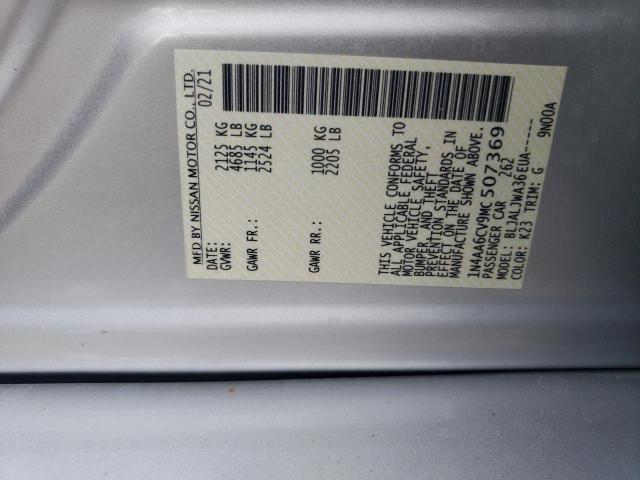 MFD BY NISSAN MOTOR CO., LTD.
02/21
GVWR: 2125 KG
4685 LB
GAWR FR.: 1145 KG
2524 LB
GAWR RR.: 1000 KG
2205 LB
THIS VEHICLE CONFORMS TO
ALL APPLICABLE FEDERAL
MOTOR VEHICLE SAFETY,
BUMPER, AND THEFT
PREVENTION STANDARDS IN
EFFECT ON THE DATE OF
MANUFACTURE SHOWN ABOVE.
1N4AA6CV9MC507369
PASSENGER CAR 262
MODEL: BLJALJWA36EUA------
COLOR: K23 TRIM: G 9N00A